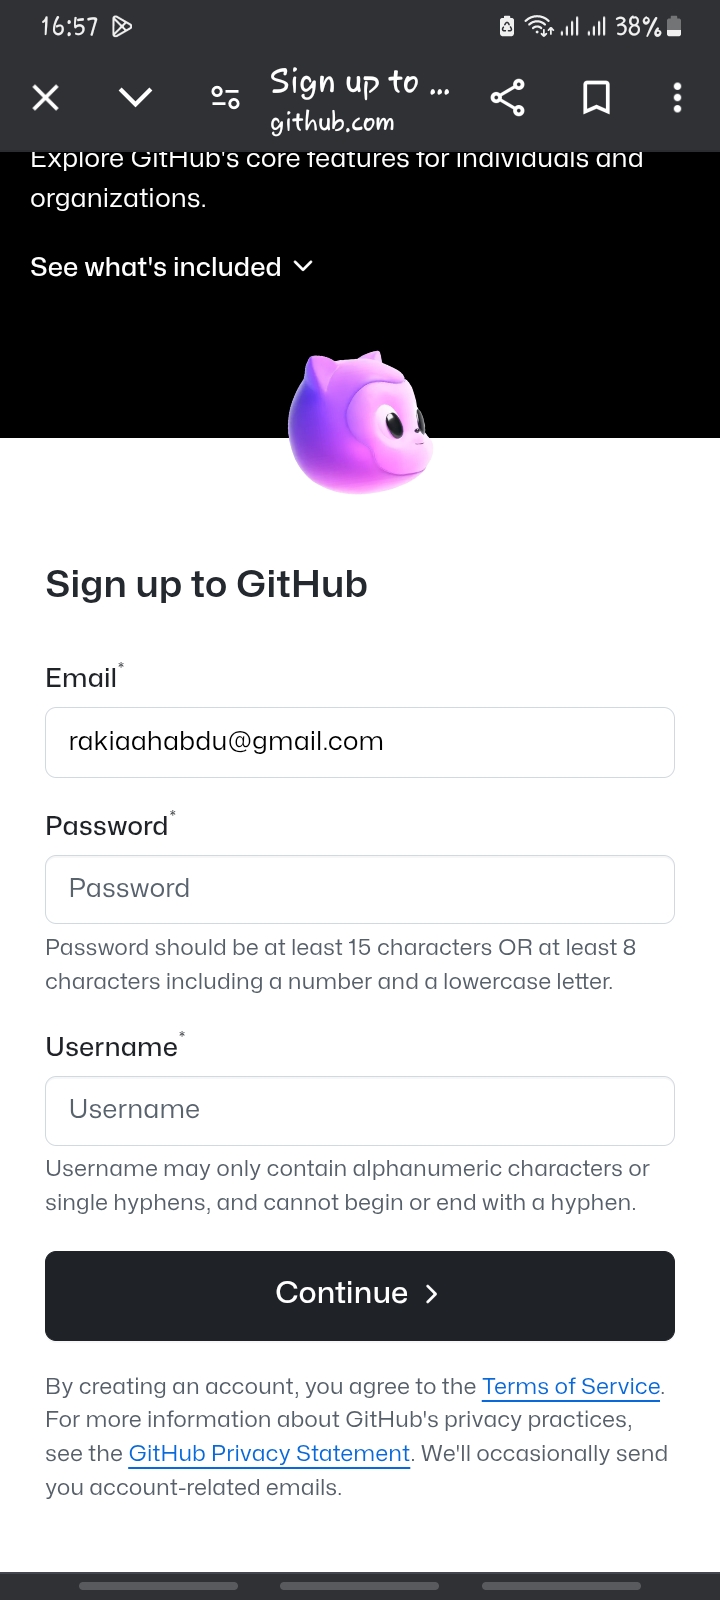 16:57
38%
Sign up to ...
github.com
Explore GitHub's core features for individuals and
organizations.
See what's included
Sign up to GitHub
Email*
rakiaahabdu@gmail.com
Password*
Password
Password should be at least 15 characters OR at least 8
characters including a number and a lowercase letter.
Username*
Username
Username may only contain alphanumeric characters or
single hyphens, and cannot begin or end with a hyphen.
Continue
By creating an account, you agree to the Terms of Service.
For more information about GitHub's privacy practices,
see the GitHub Privacy Statement. We'll occasionally send
you account-related emails.